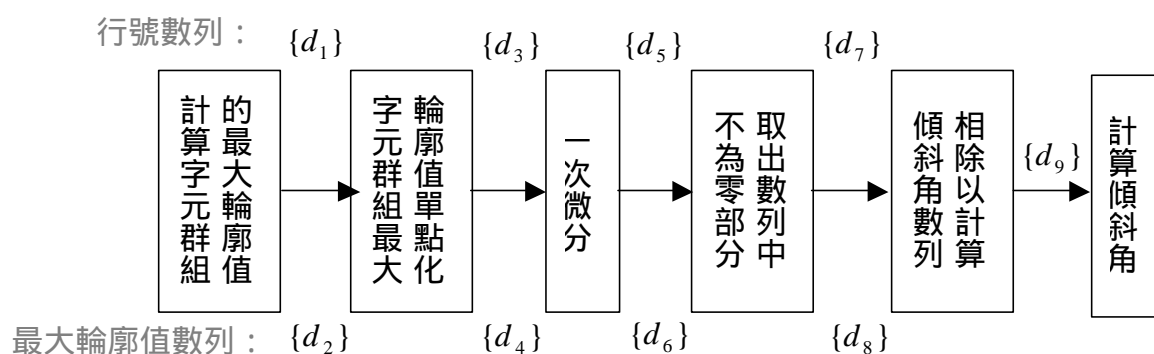 行號數列：
{d₁}
{d₃}
{d₅}
{d₇}
計算字元群組
的最大輪廓值
字元群組最大
輪廓值單點化
一次微分
取出數列中
不為零部分
相除以計算
傾斜角數列
{d₉}
計算傾斜角
最大輪廓值數列：
{d₂}
{d₄}
{d₆}
{d₈}